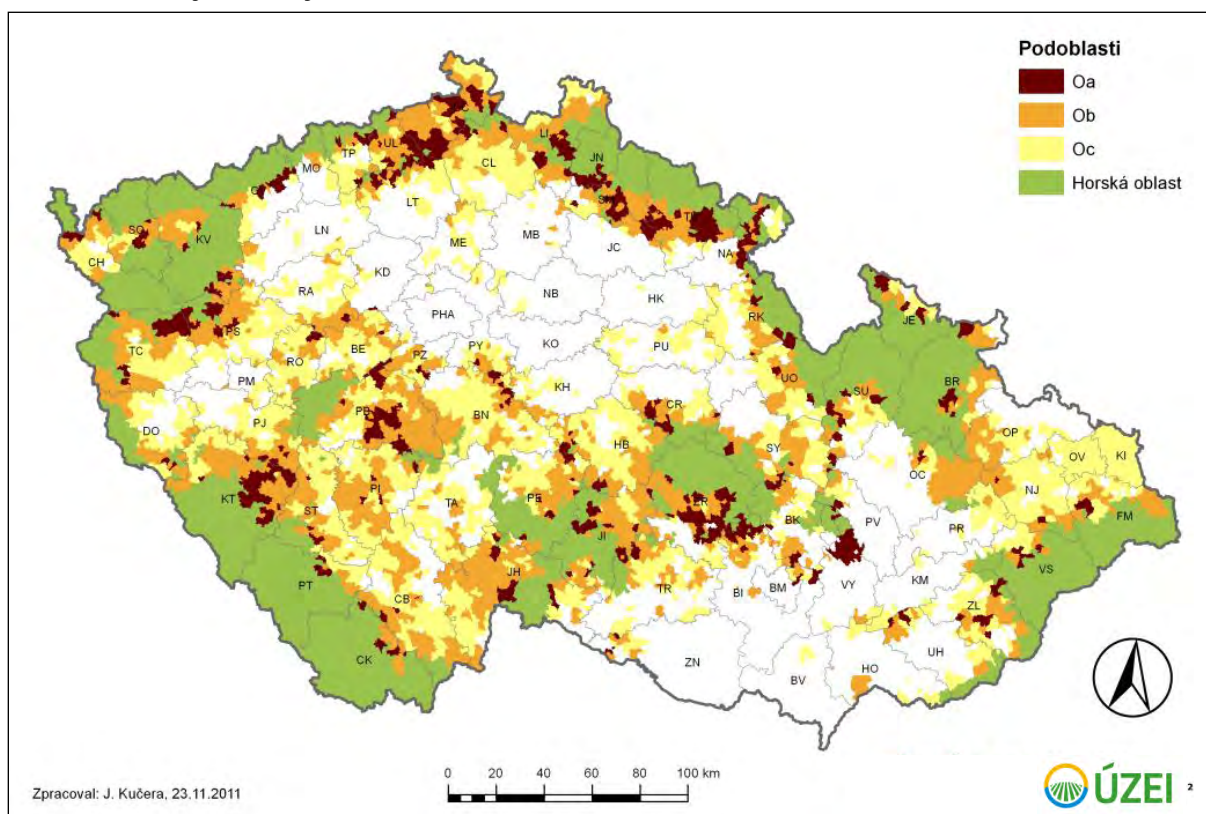 Podoblasti
Oa
Ob
Oc
Horská oblast
LI
JN
TP
UL
MO
CL
LT
SO
KV
CH
LN
ME
MB
JC
NA
RA
KD
PHA
NB
HK
RK
JE
PS
TC
RO
BE
PZ
PY
KO
PU
UO
SU
BR
PM
KH
CR
DO
PJ
PB
BN
HB
SY
OC
OP
OV
KI
KT
PI
ST
TA
PE
ZR
BK
PV
NJ
PR
FM
JI
PT
JH
CB
TR
BI
BM
VY
KM
VS
ZL
CK
ZN
BV
HO
UH
0 20 40 60 80 100 km
Zpracoval: J. Kučera, 23.11.2011
ÚZEI ²